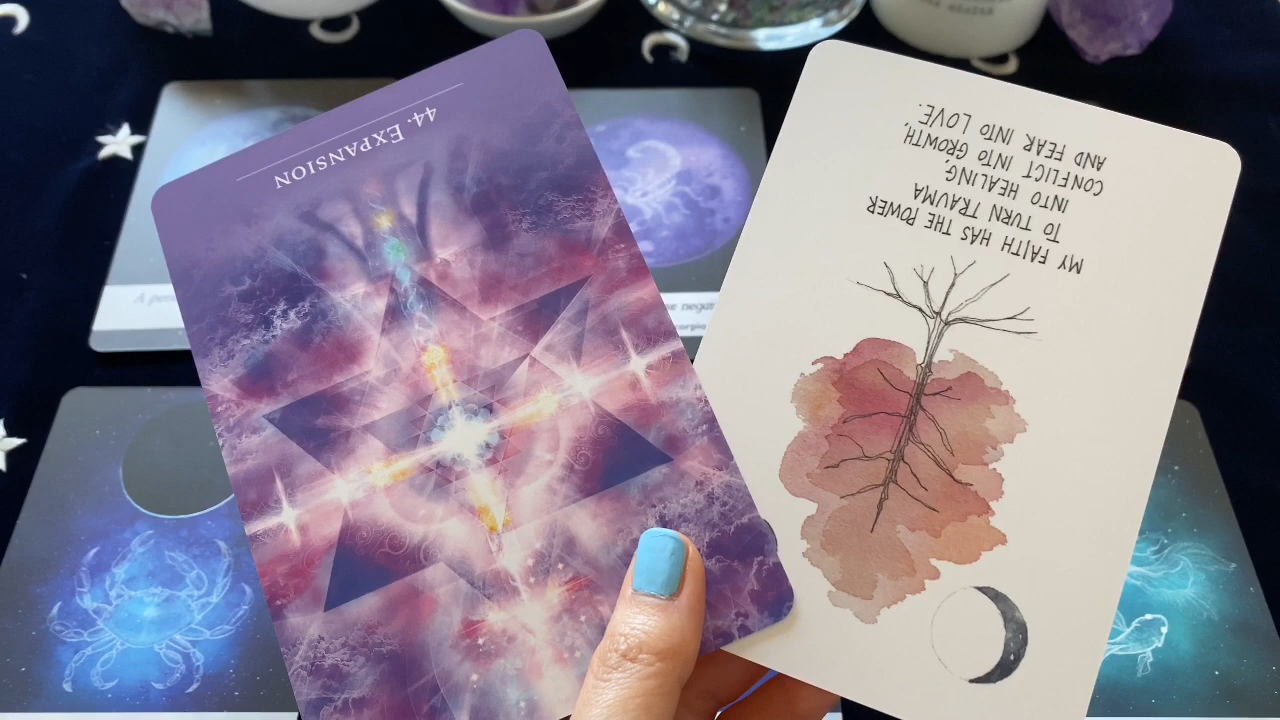 44. EXPANSION
MY FAITH HAS THE POWER
TO TURN TRAUMA
INTO HEALING,
CONFLICT INTO GROWTH,
AND FEAR INTO LOVE.